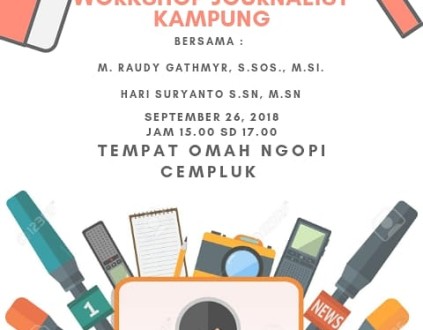 WORKSHOP JOURNALIST
KAMPUNG
BERSAMA :
M. RAUDY GATHMYR, S.SOS., M.SI.
HARI SURYANTO S.SN, M.SN
SEPTEMBER 26, 2018
JAM 15.00 SD 17.00
TEMPAT OMAH NGOPI
CEMPLUK
1
NEWS